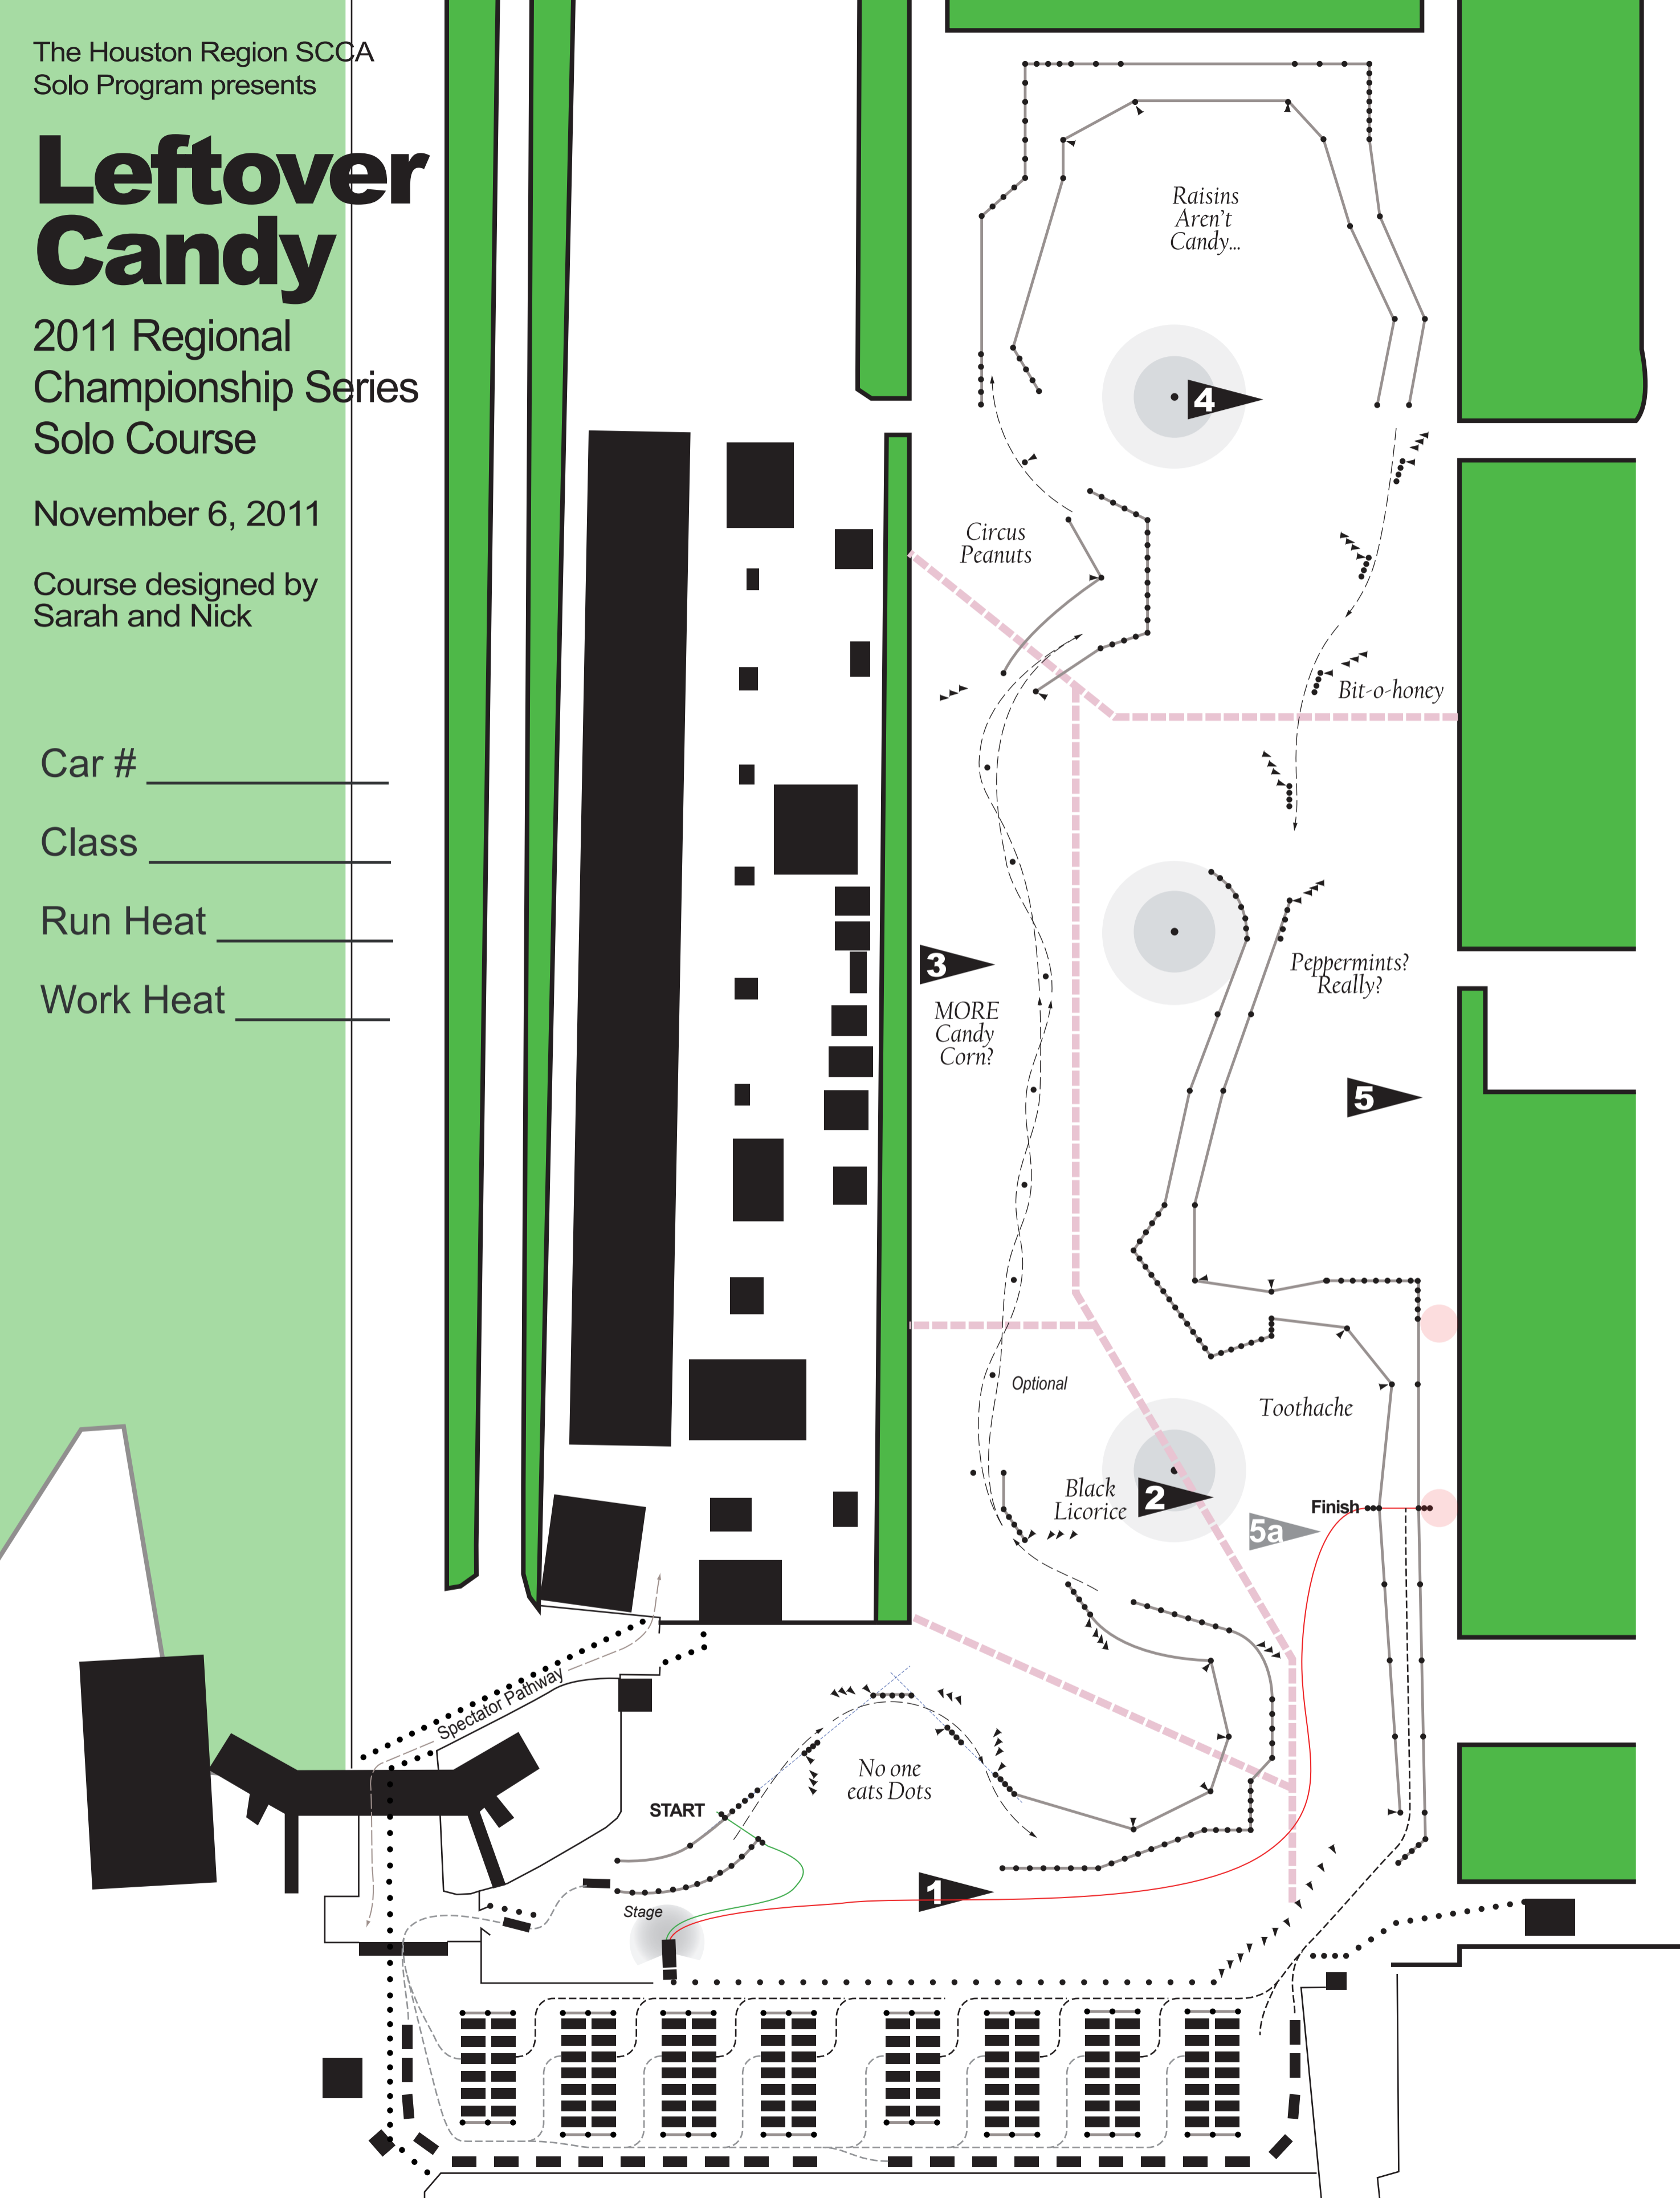 The Houston Region SCCA
Solo Program presents
Leftover
Candy
2011 Regional
Championship Series
Solo Course
November 6, 2011
Course designed by
Sarah and Nick
Car #
Class
Run Heat
Work Heat
Raisins
Aren't
Candy...
4
Circus
Peanuts
Bit-o-honey
3
MORE
Candy
Corn?
Peppermints?
Really?
5
Optional
Toothache
Black
Licorice
2
Finish
5a
Spectator Pathway
No one
eats Dots
START
1
Stage